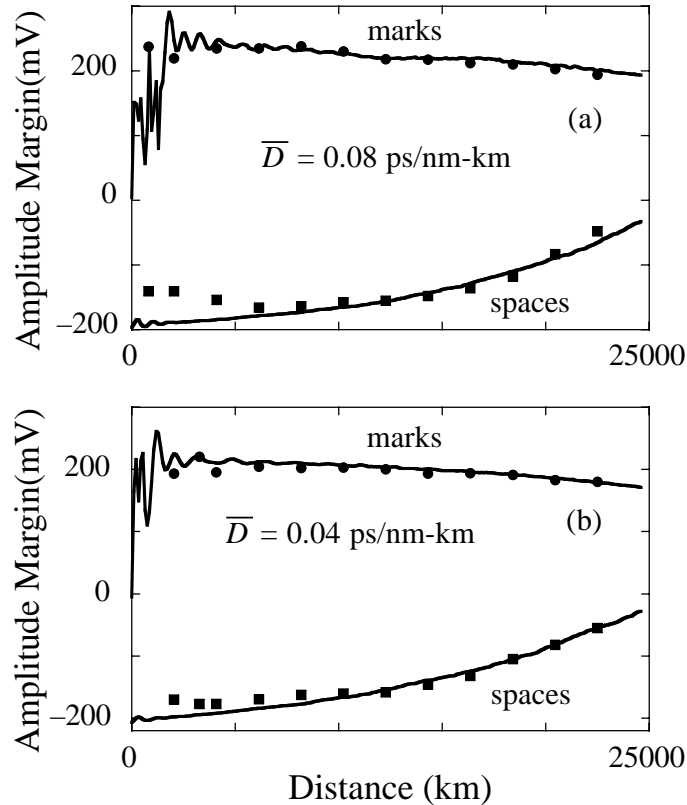 Amplitude Margin(mV)
200
0
−200
marks
(a)
D̅ = 0.08 ps/nm-km
spaces
0
25000
Amplitude Margin(mV)
200
0
−200
marks
D̅ = 0.04 ps/nm-km
(b)
spaces
0
25000
Distance (km)